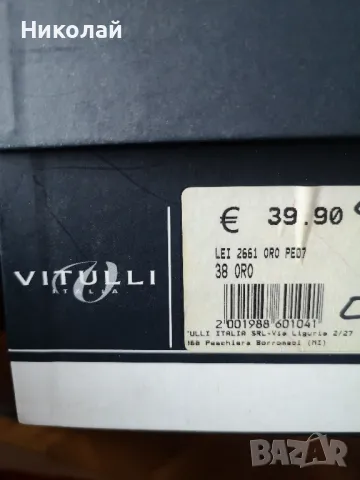 Николай
€ 39.90
LEI 2661 ORO PE07
38 ORO
2 001988 601041
VITULLI
ITALIA
ULLI ITALIA SRL-Via Liguria 2/27
Peschiera Borromeo (MI)
BAZAR